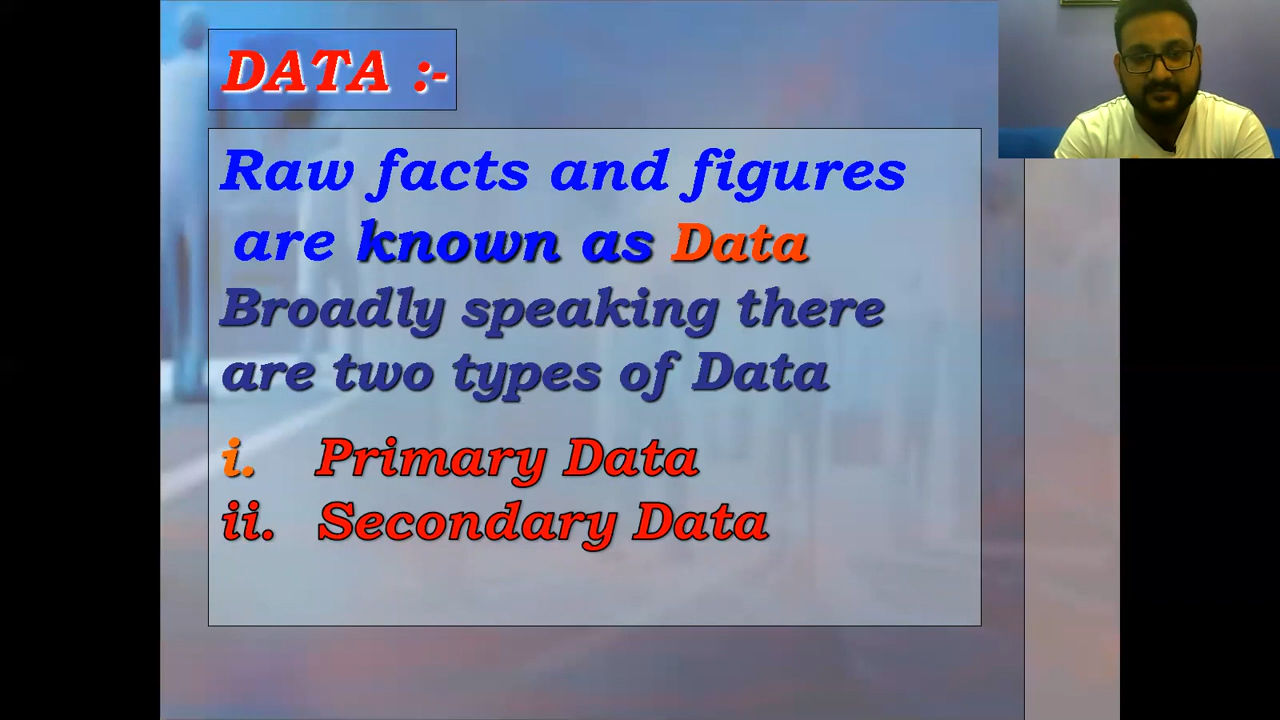 DATA :-
Raw facts and figures
are known as Data
Broadly speaking there
are two types of Data
i. Primary Data
ii. Secondary Data